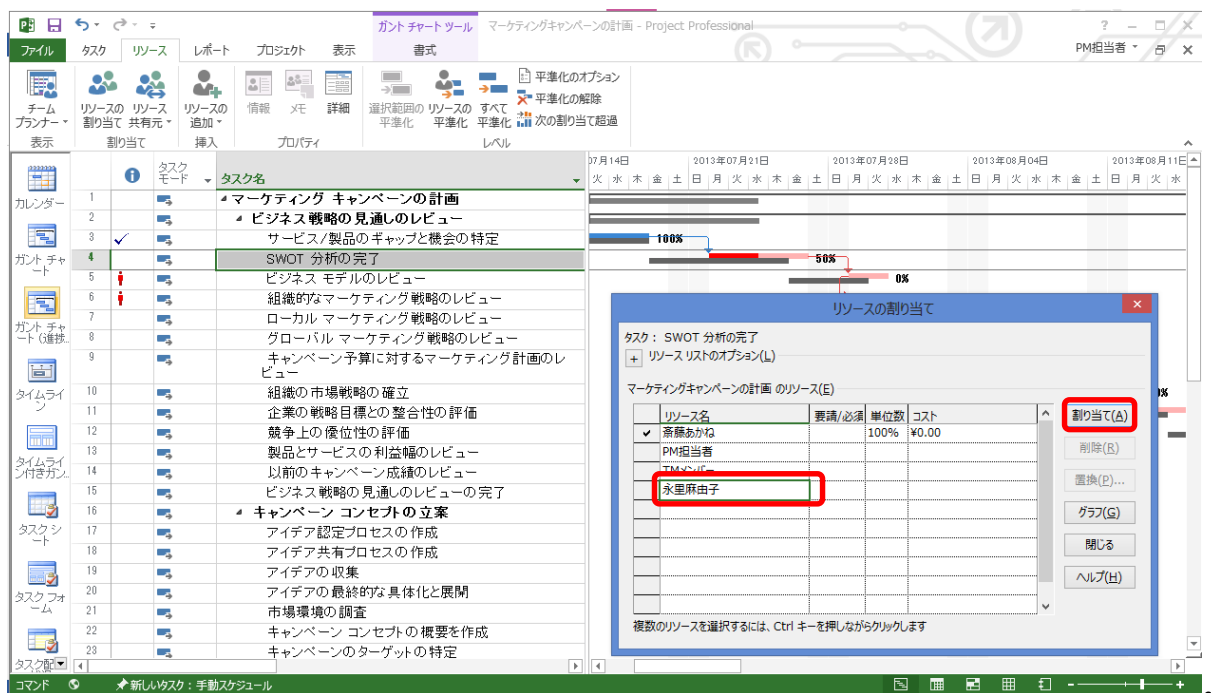 ガント チャート ツール マーケティングキャンペーンの計画 - Project Professional
ファイル タスク リソース レポート プロジェクト 表示 書式 PM担当者
チーム プランナー
リソースの 割り当て
リソース 共有元
リソースの 追加
情報 メモ 詳細
選択範囲の 平準化
リソースの 平準化
すべて 平準化
平準化のオプション
平準化の解除
次の割り当て超過
表示 割り当て 挿入 プロパティ レベル
タスク モード タスク名
07月14日 2013年07月21日 2013年07月28日 2013年08月04日 2013年08月11日
火 水 木 金 土 日 月 火 水 木 金 土 日 月 火 水 木 金 土 日 月 火 水 木 金 土 日 月 火 水
カレンダー
ガント チャート
ガント チャート (進捗..
タイムライン
タイムライン付きガン..
タスク シート
タスク フォーム
タスク配
1 マーケティング キャンペーンの計画
2 ビジネス戦略の見通しのレビュー
3 サービス/製品のギャップと機会の特定 100%
4 SWOT 分析の完了 50%
5 ビジネス モデルのレビュー 0%
6 組織的なマーケティング戦略のレビュー
7 ローカル マーケティング戦略のレビュー
8 グローバル マーケティング戦略のレビュー
9 キャンペーン予算に対するマーケティング計画のレ
ビュー
10 組織の市場戦略の確立
11 企業の戦略目標との整合性の評価
12 競争上の優位性の評価
13 製品とサービスの利益幅のレビュー
14 以前のキャンペーン成績のレビュー
15 ビジネス戦略の見通しのレビューの完了
16 キャンペーン コンセプトの立案
17 アイデア認定プロセスの作成
18 アイデア共有プロセスの作成
19 アイデアの収集
20 アイデアの最終的な具体化と展開
21 市場環境の調査
22 キャンペーン コンセプトの概要を作成
23 キャンペーンのターゲットの特定
リソースの割り当て
タスク： SWOT 分析の完了
+ リソース リストのオプション(L)
マーケティングキャンペーンの計画 のリソース(E)
リソース名 要請/必須 単位数 コスト
斎藤あかね 100% ¥0.00
PM担当者
TMメンバー
永里麻由子
割り当て(A)
削除(R)
置換(P)...
グラフ(G)
閉じる
ヘルプ(H)
複数のリソースを選択するには、Ctrl キーを押しながらクリックします
コマンド 新しいタスク : 手動スケジュール